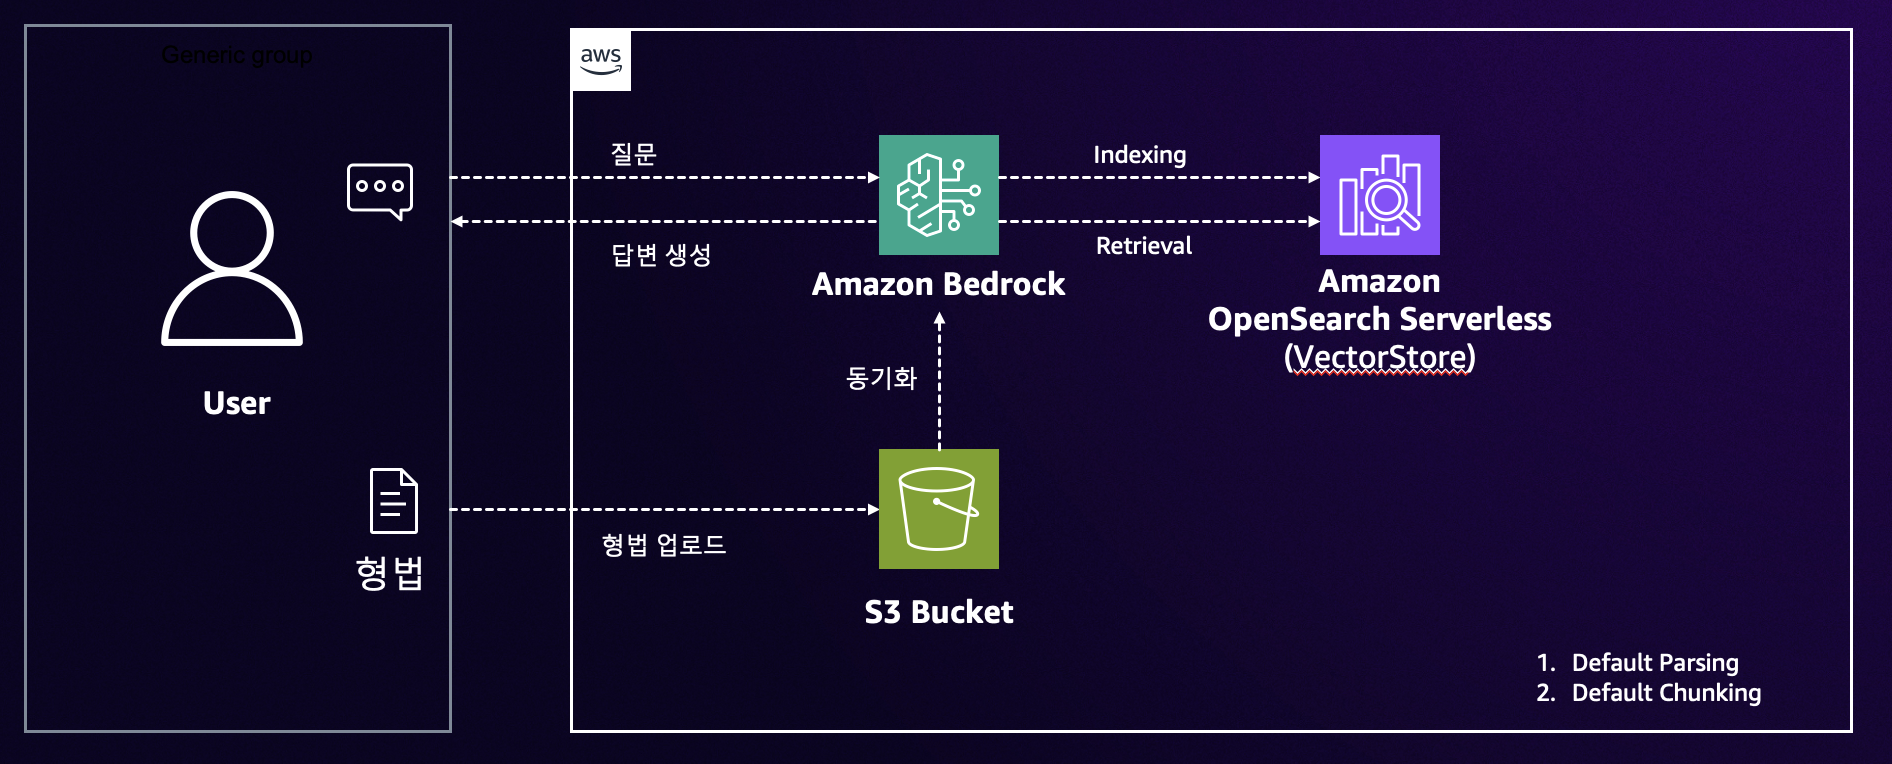 Generic group
aws
질문
Indexing
답변 생성
Retrieval
Amazon Bedrock
Amazon
OpenSearch Serverless
(VectorStore)
동기화
User
형법
형법 업로드
S3 Bucket
1. Default Parsing
2. Default Chunking